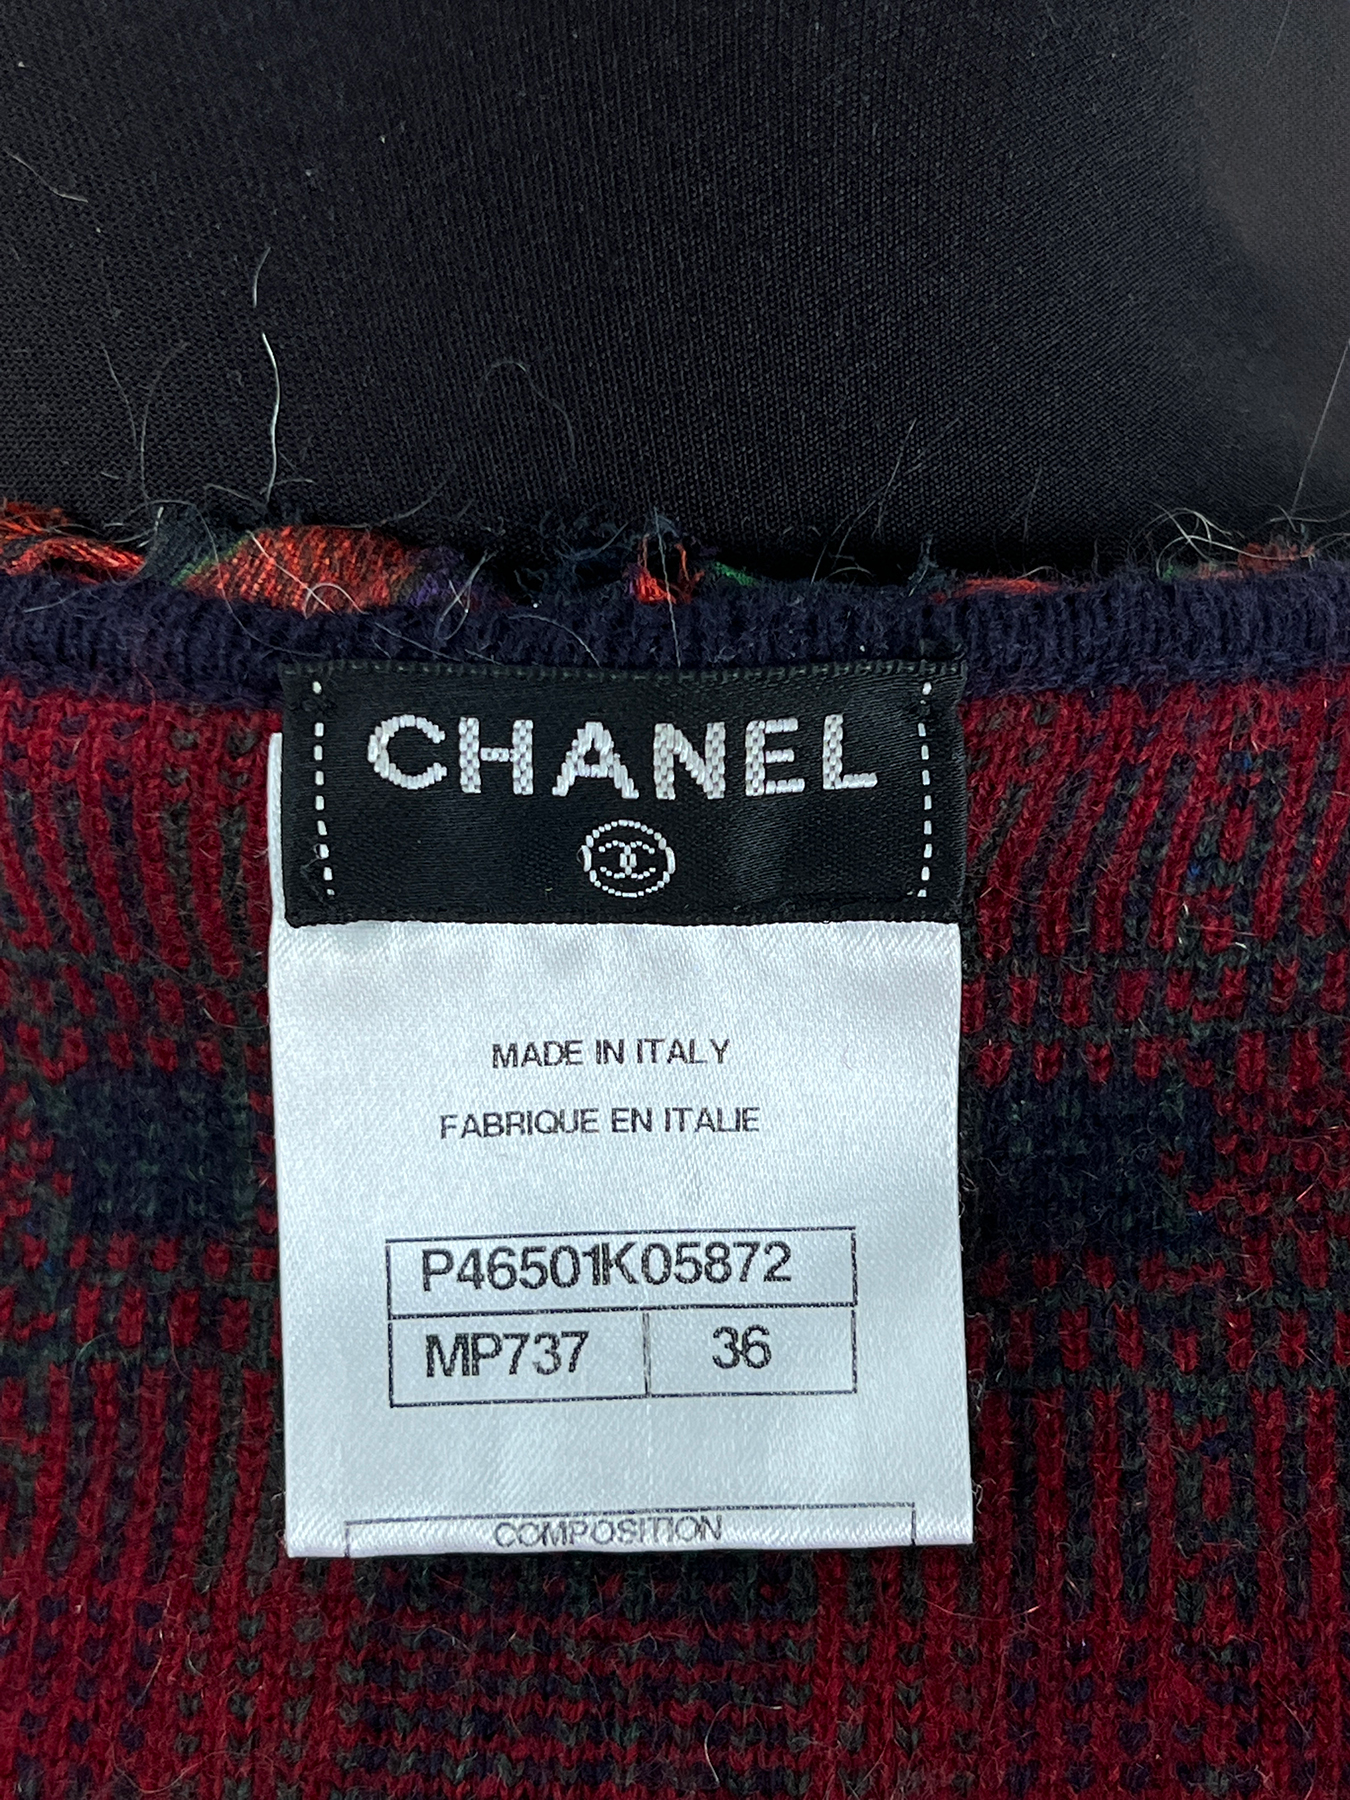 CHANEL
MADE IN ITALY
FABRIQUE EN ITALIE
P46501K05872
MP737 36
COMPOSITION